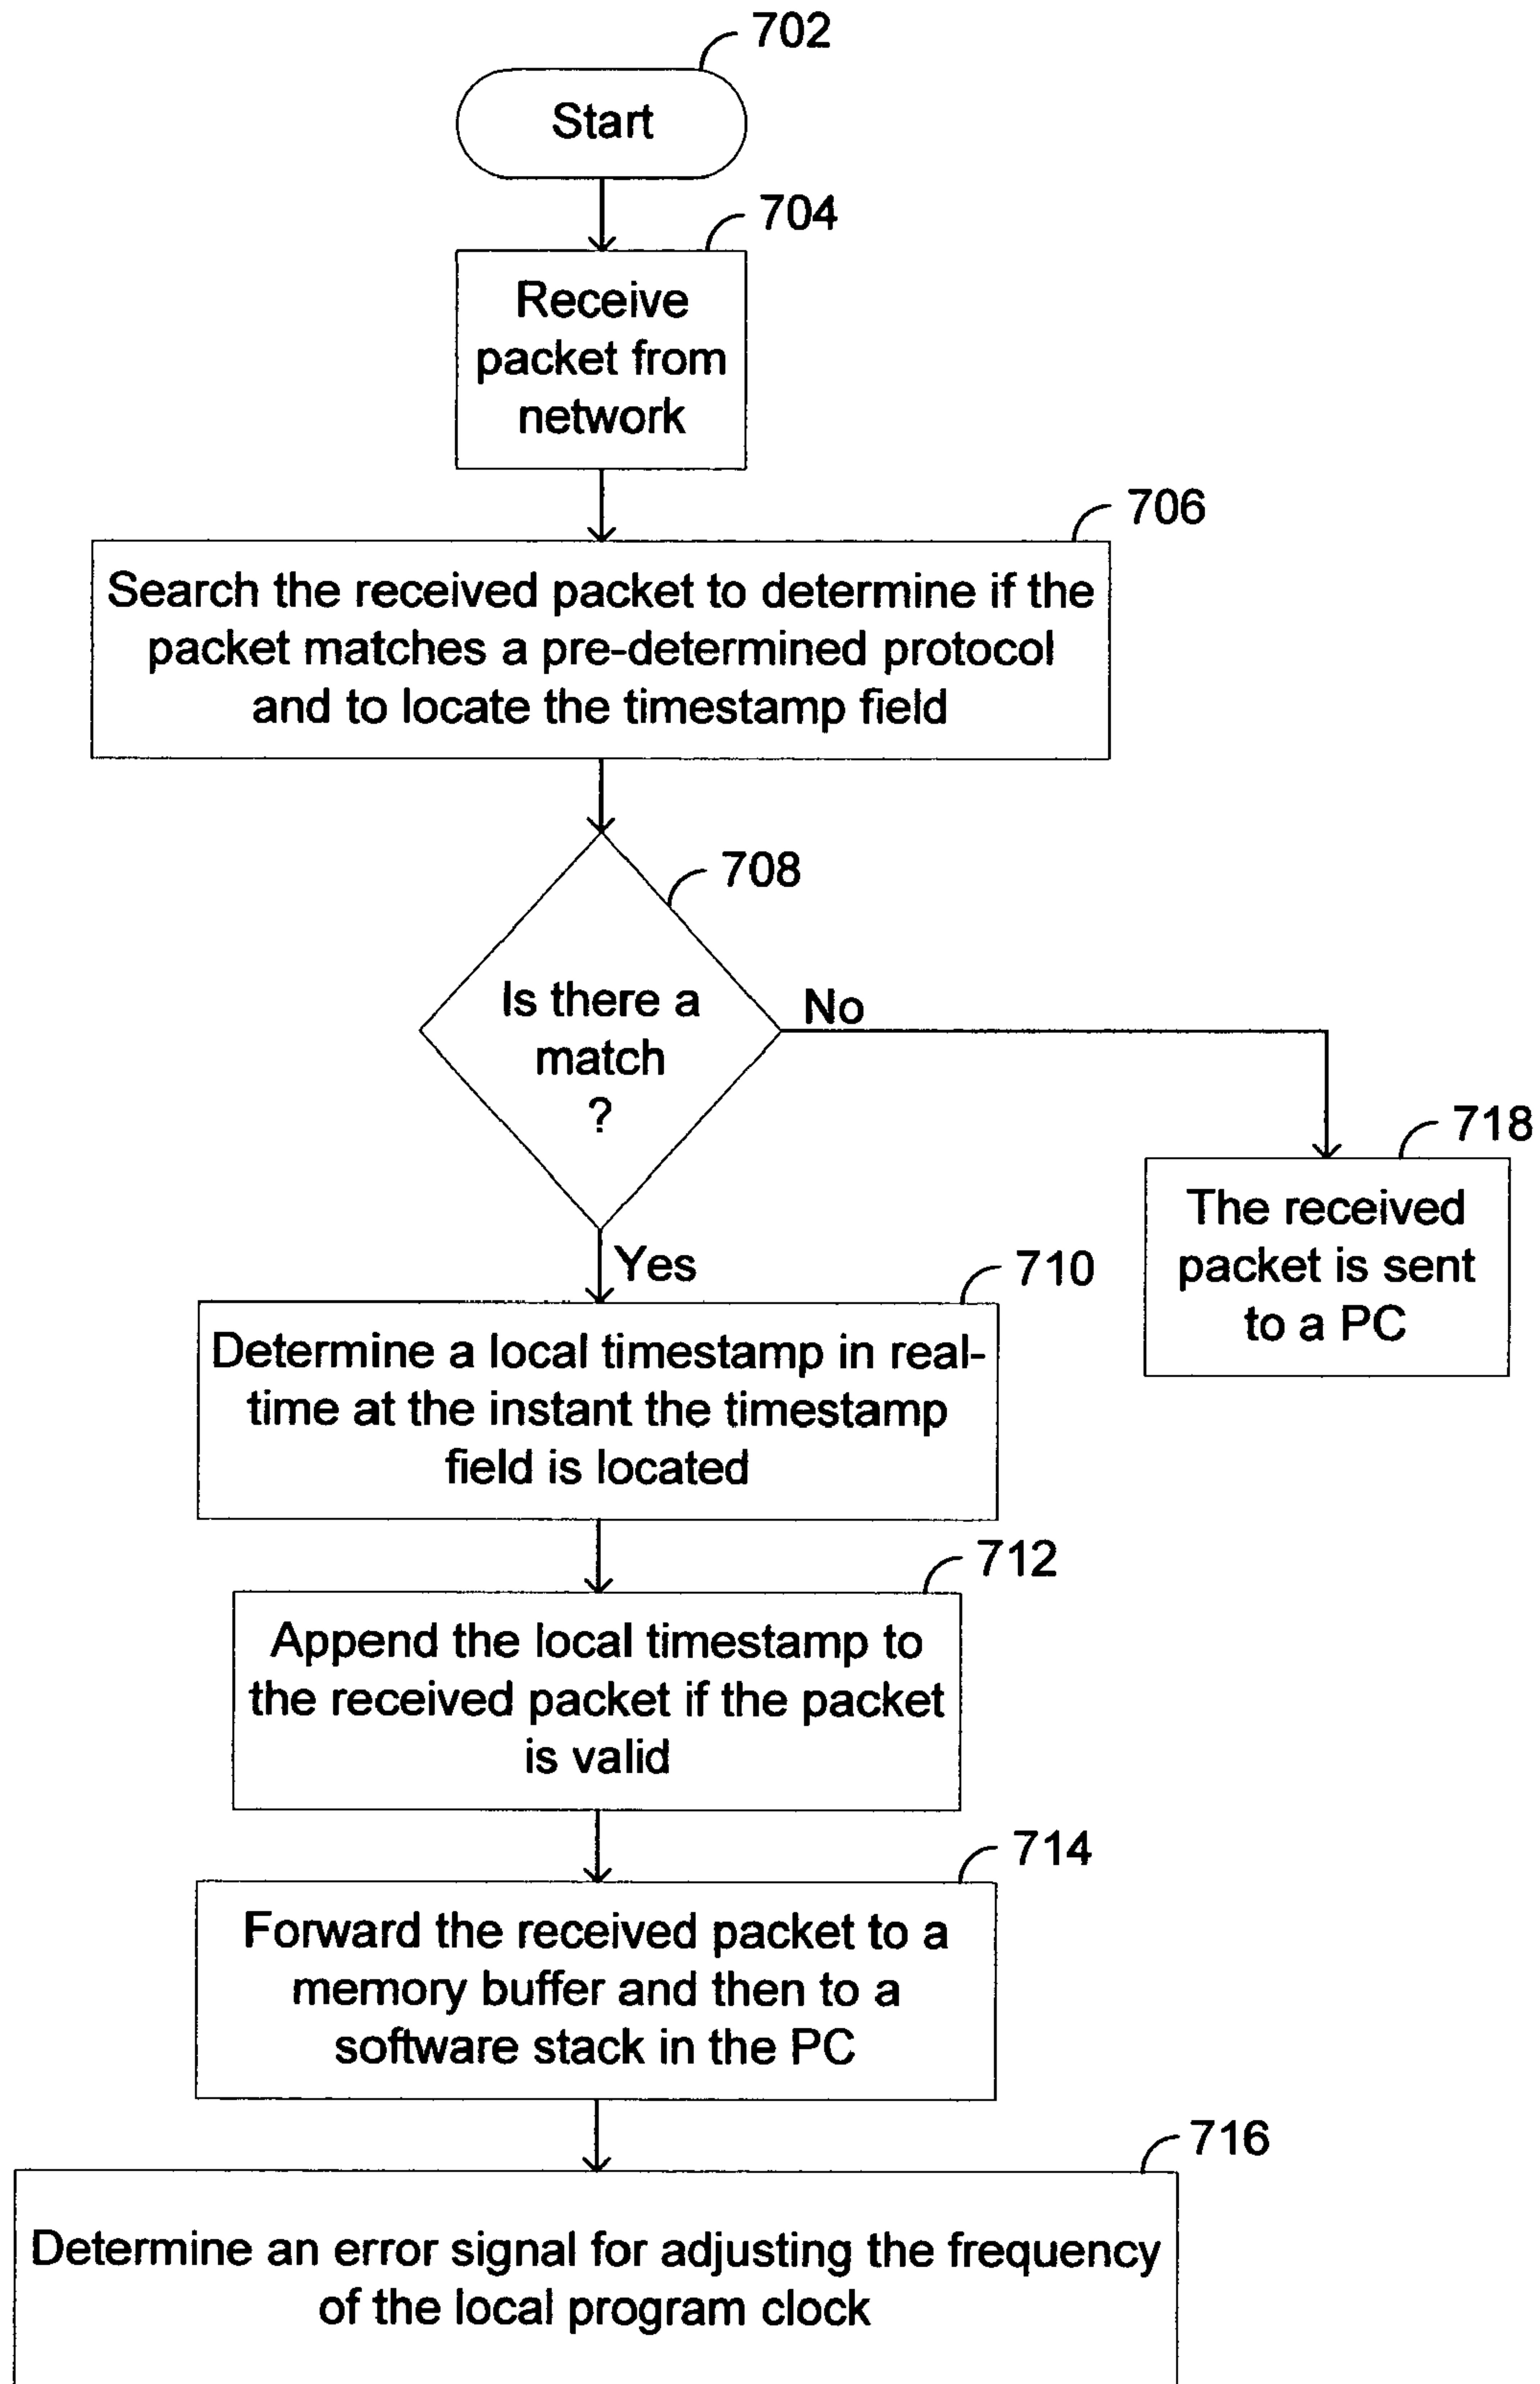 702
Start
704
Receive
packet from
network
706
Search the received packet to determine if the
packet matches a pre-determined protocol
and to locate the timestamp field
708
Is there a
match
?
No
718
The received
packet is sent
to a PC
Yes
710
Determine a local timestamp in real-
time at the instant the timestamp
field is located
712
Append the local timestamp to
the received packet if the packet
is valid
714
Forward the received packet to a
memory buffer and then to a
software stack in the PC
716
Determine an error signal for adjusting the frequency
of the local program clock